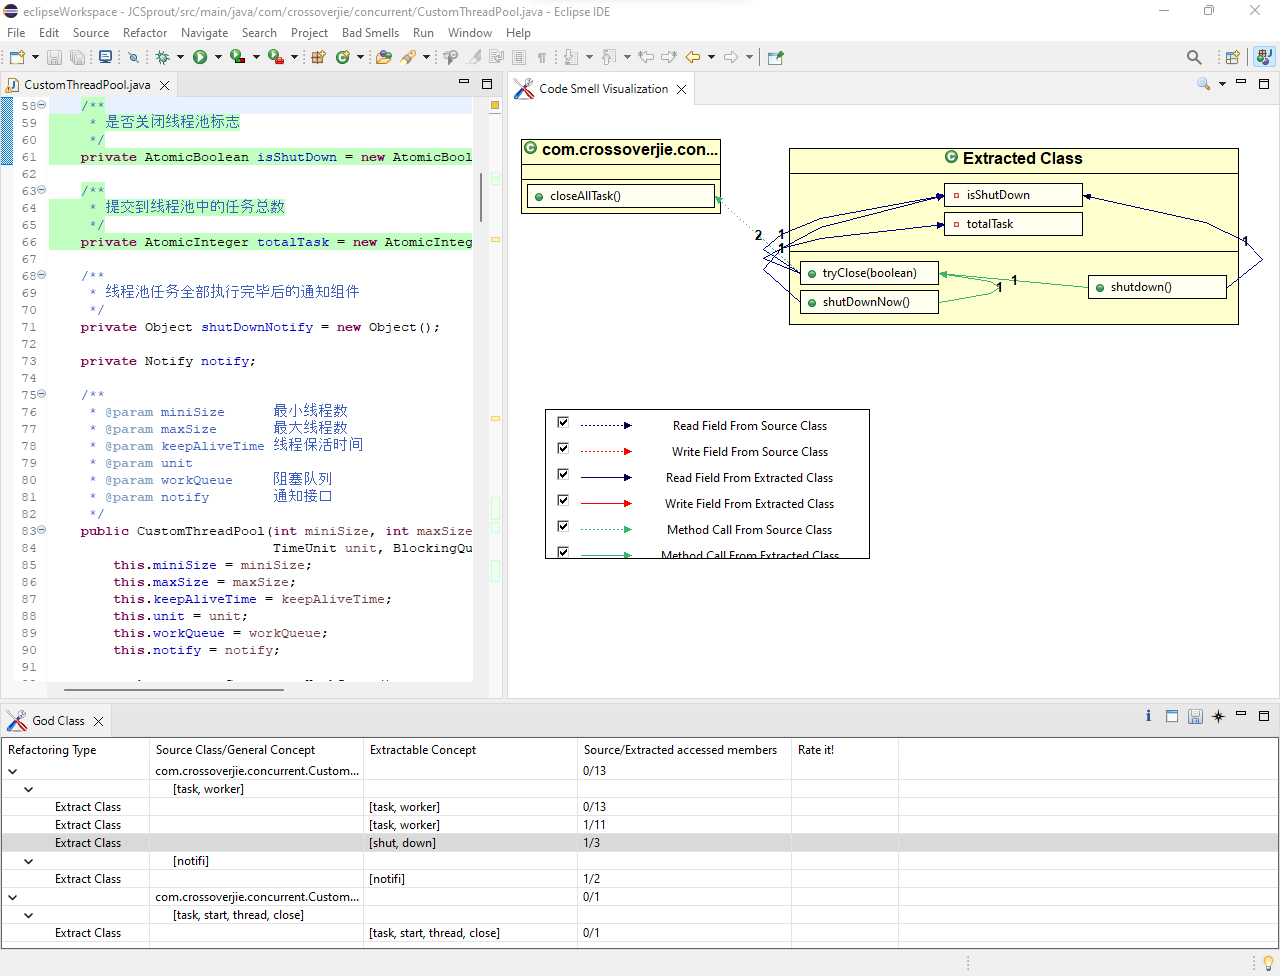 eclipseWorkspace - JCSprout/src/main/java/com/crossoverjie/concurrent/CustomThreadPool.java - Eclipse IDE
File Edit Source Refactor Navigate Search Project Bad Smells Run Window Help
CustomThreadPool.java
58 /**
59 * 是否关闭线程池标志
60 */
61 private AtomicBoolean isShutDown = new AtomicBool
62
63 /**
64 * 提交到线程池中的任务总数
65 */
66 private AtomicInteger totalTask = new AtomicInteg
67
68 /**
69 * 线程池任务全部执行完毕后的通知组件
70 */
71 private Object shutDownNotify = new Object();
72
73 private Notify notify;
74
75 /**
76 * @param miniSize 最小线程数
77 * @param maxSize 最大线程数
78 * @param keepAliveTime 线程保活时间
79 * @param unit
80 * @param workQueue 阻塞队列
81 * @param notify 通知接口
82 */
83 public CustomThreadPool(int miniSize, int maxSize
84 TimeUnit unit, BlockingQu
85 this.miniSize = miniSize;
86 this.maxSize = maxSize;
87 this.keepAliveTime = keepAliveTime;
88 this.unit = unit;
89 this.workQueue = workQueue;
90 this.notify = notify;
91
Code Smell Visualization
com.crossoverjie.con...
closeAllTask()
Extracted Class
isShutDown
totalTask
tryClose(boolean)
shutDownNow()
shutdown()
2
1
1
1
1
1
Read Field From Source Class
Write Field From Source Class
Read Field From Extracted Class
Write Field From Extracted Class
Method Call From Source Class
Method Call From Extracted Class
God Class
Refactoring Type Source Class/General Concept Extractable Concept Source/Extracted accessed members Rate it!
com.crossoverjie.concurrent.Custom... 0/13
[task, worker]
Extract Class [task, worker] 0/13
Extract Class [task, worker] 1/11
Extract Class [shut, down] 1/3
[notifi]
Extract Class [notifi] 1/2
com.crossoverjie.concurrent.Custom... 0/1
[task, start, thread, close]
Extract Class [task, start, thread, close] 0/1